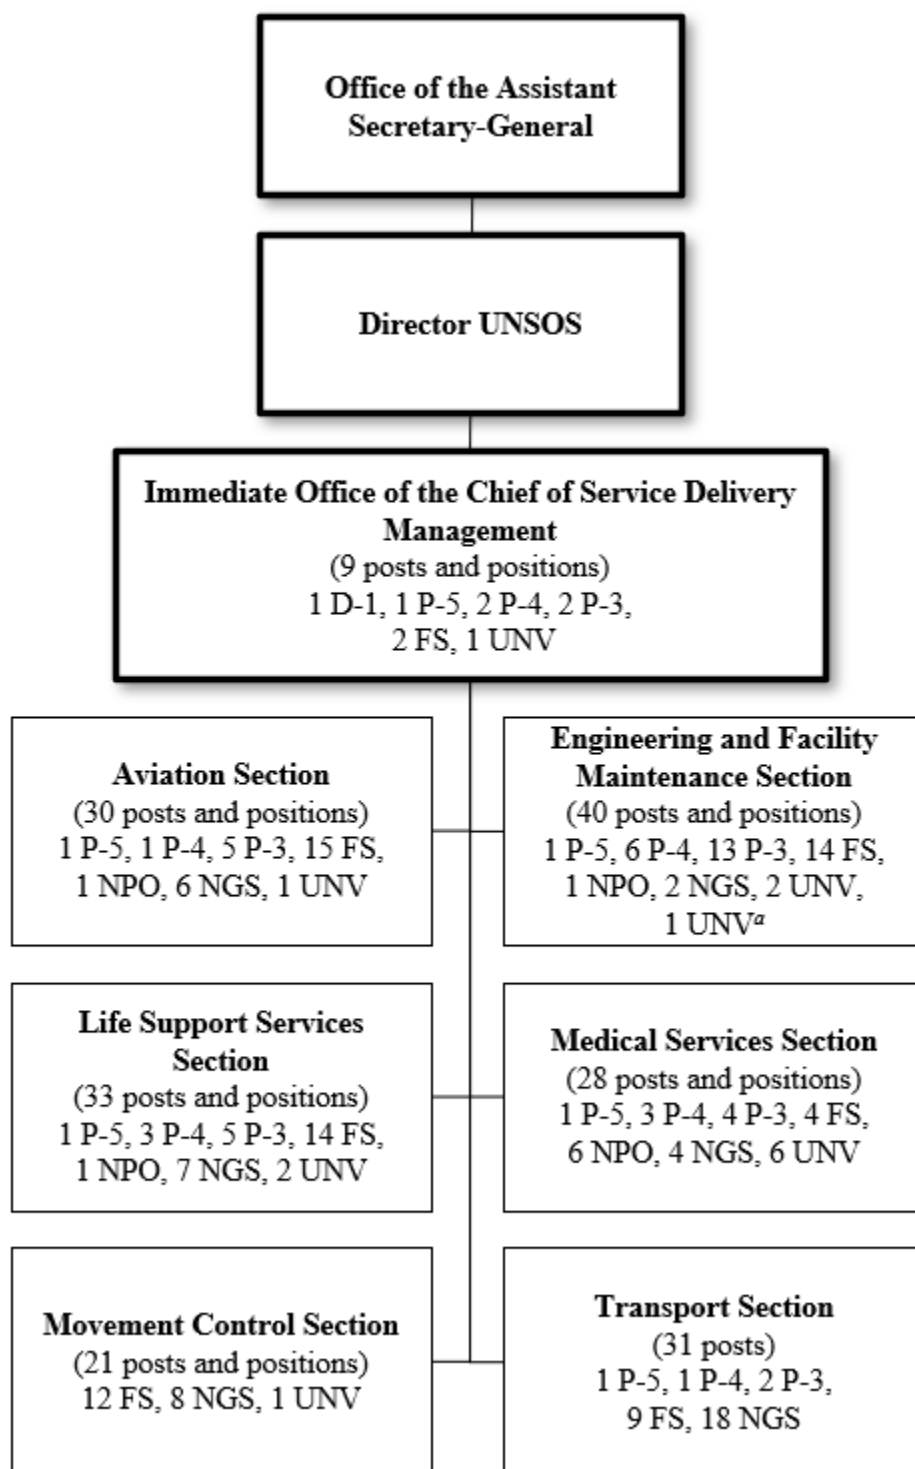 Office of the Assistant
Secretary-General
Director UNSOS
Immediate Office of the Chief of Service Delivery
Management
(9 posts and positions)
1 D-1, 1 P-5, 2 P-4, 2 P-3,
2 FS, 1 UNV
Aviation Section
(30 posts and positions)
1 P-5, 1 P-4, 5 P-3, 15 FS,
1 NPO, 6 NGS, 1 UNV
Engineering and Facility
Maintenance Section
(40 posts and positions)
1 P-5, 6 P-4, 13 P-3, 14 FS,
1 NPO, 2 NGS, 2 UNV,
1 UNVᵃ
Life Support Services
Section
(33 posts and positions)
1 P-5, 3 P-4, 5 P-3, 14 FS,
1 NPO, 7 NGS, 2 UNV
Medical Services Section
(28 posts and positions)
1 P-5, 3 P-4, 4 P-3, 4 FS,
6 NPO, 4 NGS, 6 UNV
Movement Control Section
(21 posts and positions)
12 FS, 8 NGS, 1 UNV
Transport Section
(31 posts)
1 P-5, 1 P-4, 2 P-3,
9 FS, 18 NGS